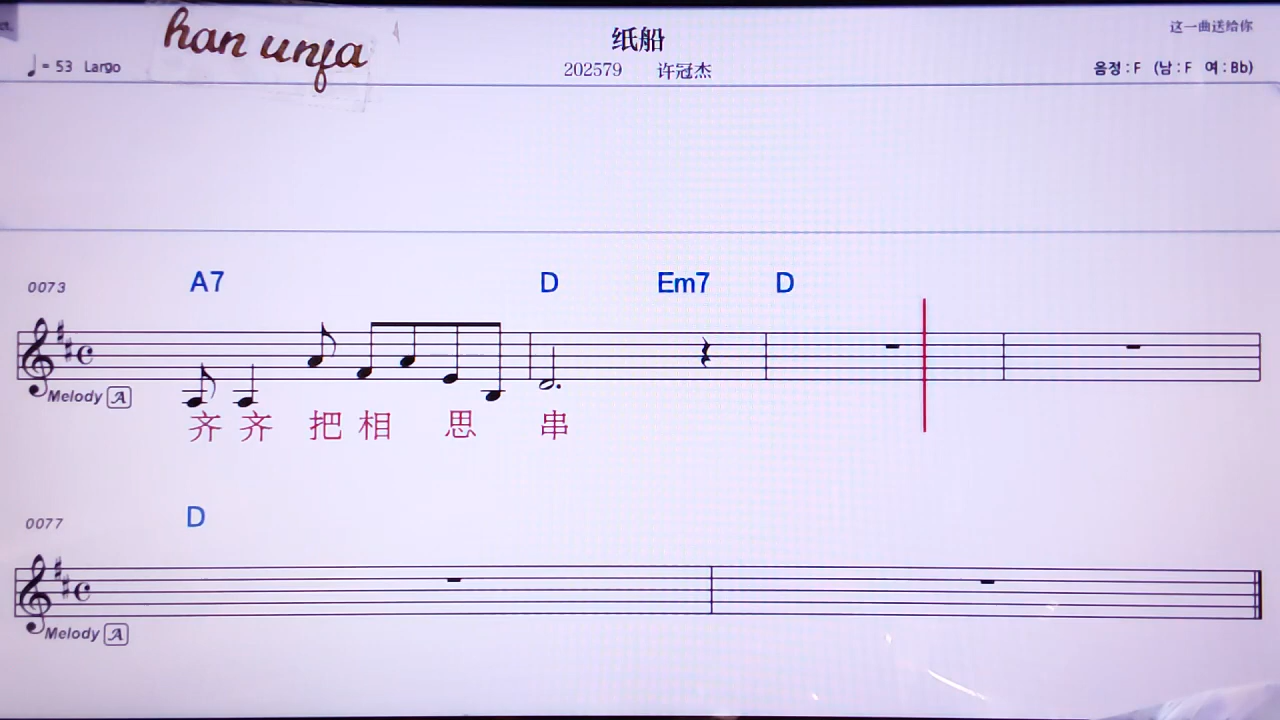 han unfa
纸船
这一曲送给你
♩= 53 Largo
202579 许冠杰
음정 : F (남 : F 여 : Bb)
0073 A7 D Em7 D
Melody A
齐 齐 把 相 思 串
0077 D
Melody A